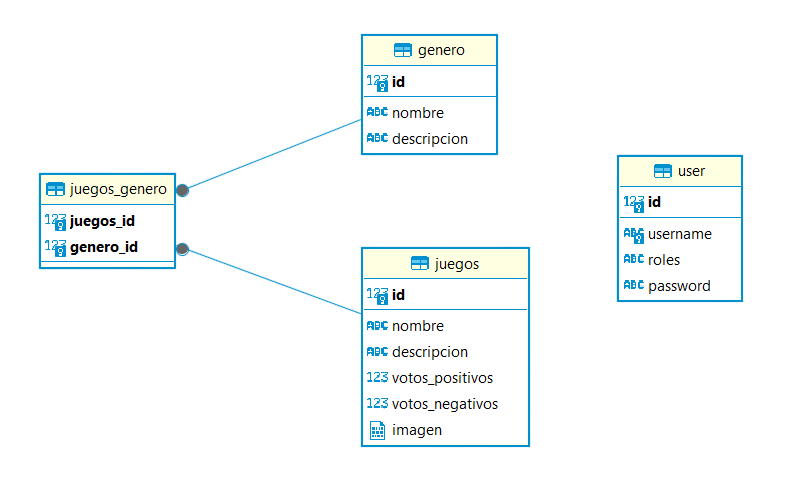 genero
id
nombre
descripcion
juegos_genero
juegos_id
genero_id
juegos
id
nombre
descripcion
votos_positivos
votos_negativos
imagen
user
id
username
roles
password